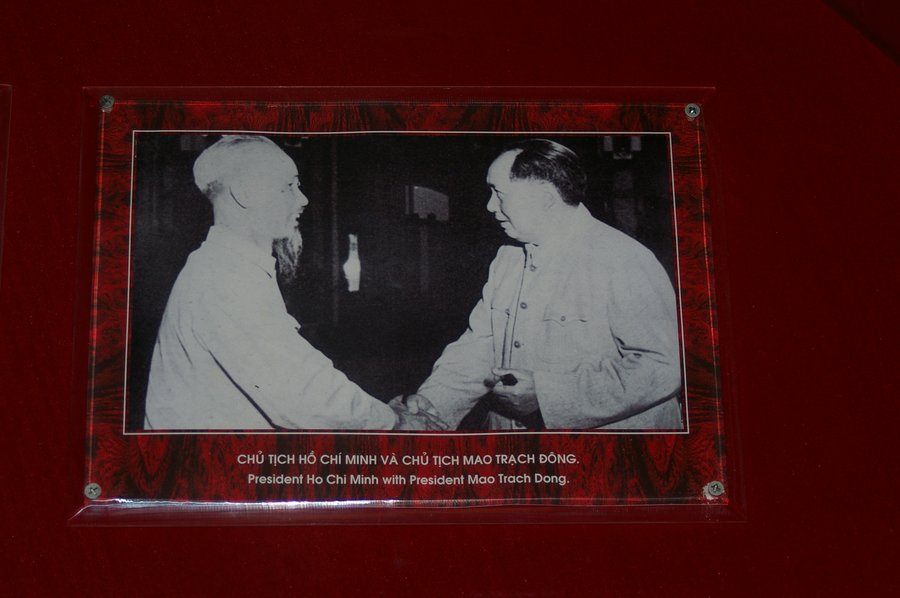 CHỦ TỊCH HỒ CHÍ MINH VÀ CHỦ TỊCH MAO TRẠCH ĐÔNG.
President Ho Chi Minh with President Mao Trach Dong.